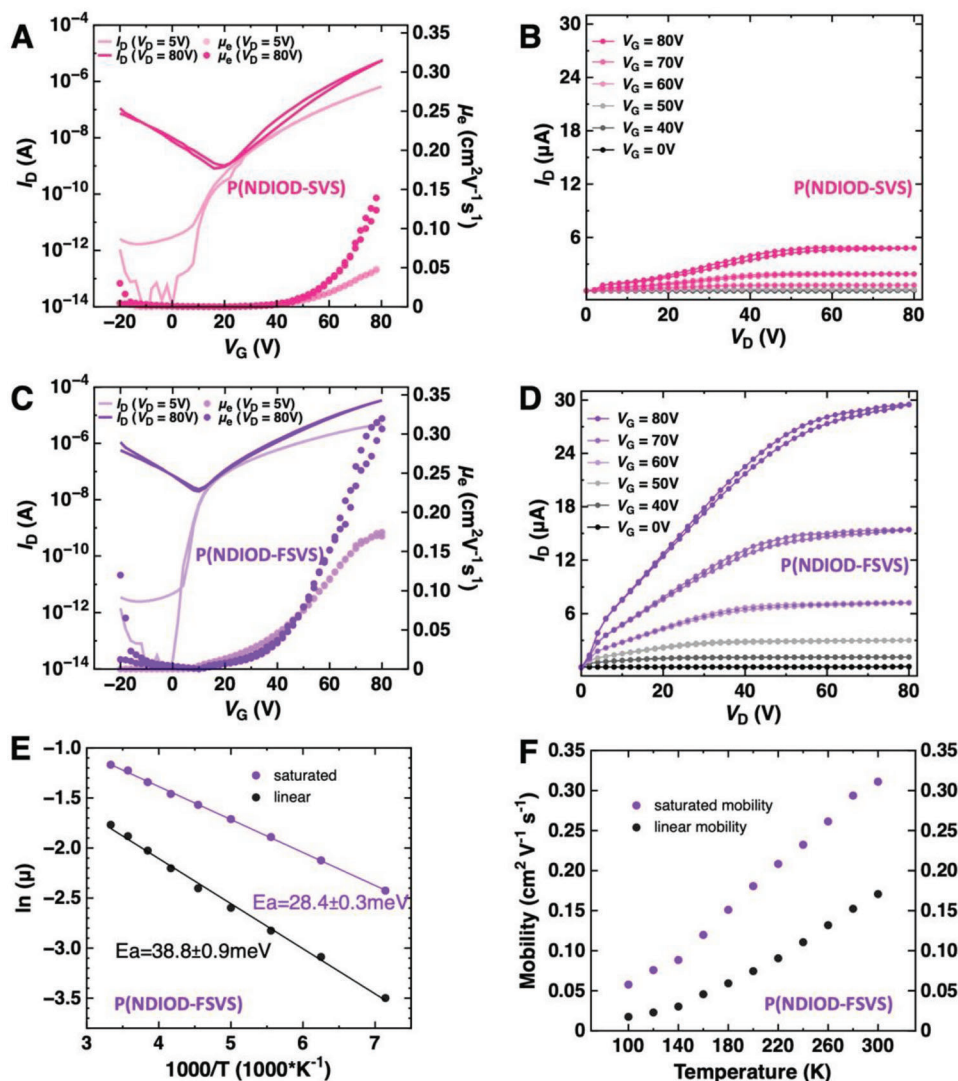 A
I_D (V_D = 5V) μ_e (V_D = 5V)
I_D (V_D = 80V) μ_e (V_D = 80V)
10⁻⁴
10⁻⁶
10⁻⁸
10⁻¹⁰
10⁻¹²
10⁻¹⁴
I_D (A)
0.35
0.30
0.25
0.20
0.15
0.10
0.05
0
μ_e (cm²V⁻¹s⁻¹)
P(NDIOD-SVS)
−20 0 20 40 60 80
V_G (V)
B
V_G = 80V
V_G = 70V
V_G = 60V
V_G = 50V
V_G = 40V
V_G = 0V
30
24
18
12
6
I_D (μA)
P(NDIOD-SVS)
0 20 40 60 80
V_D (V)
C
I_D (V_D = 5V) μ_e (V_D = 5V)
I_D (V_D = 80V) μ_e (V_D = 80V)
10⁻⁴
10⁻⁶
10⁻⁸
10⁻¹⁰
10⁻¹²
10⁻¹⁴
I_D (A)
0.35
0.30
0.25
0.20
0.15
0.10
0.05
0
μ_e (cm²V⁻¹s⁻¹)
P(NDIOD-FSVS)
−20 0 20 40 60 80
V_G (V)
D
V_G = 80V
V_G = 70V
V_G = 60V
V_G = 50V
V_G = 40V
V_G = 0V
30
24
18
12
6
I_D (μA)
P(NDIOD-FSVS)
0 20 40 60 80
V_D (V)
E
−1.0
−1.5
−2.0
−2.5
−3.0
−3.5
ln (μ)
saturated
linear
Ea=28.4±0.3meV
Ea=38.8±0.9meV
P(NDIOD-FSVS)
3 4 5 6 7
1000/T (1000*K⁻¹)
F
0.35
0.30
0.25
0.20
0.15
0.10
0.05
0
Mobility (cm² V⁻¹ s⁻¹)
saturated mobility
linear mobility
0.35
0.30
0.25
0.20
0.15
0.10
0.05
0
P(NDIOD-FSVS)
100 140 180 220 260 300
Temperature (K)